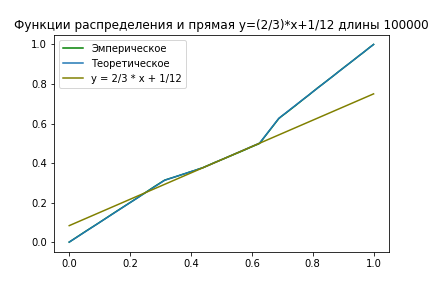 Функции распределения и прямая y=(2/3)*x+1/12 длины 100000
1.0
0.8
0.6
0.4
0.2
0.0
Эмперическое
Теоретическое
y = 2/3 * x + 1/12
0.0 0.2 0.4 0.6 0.8 1.0